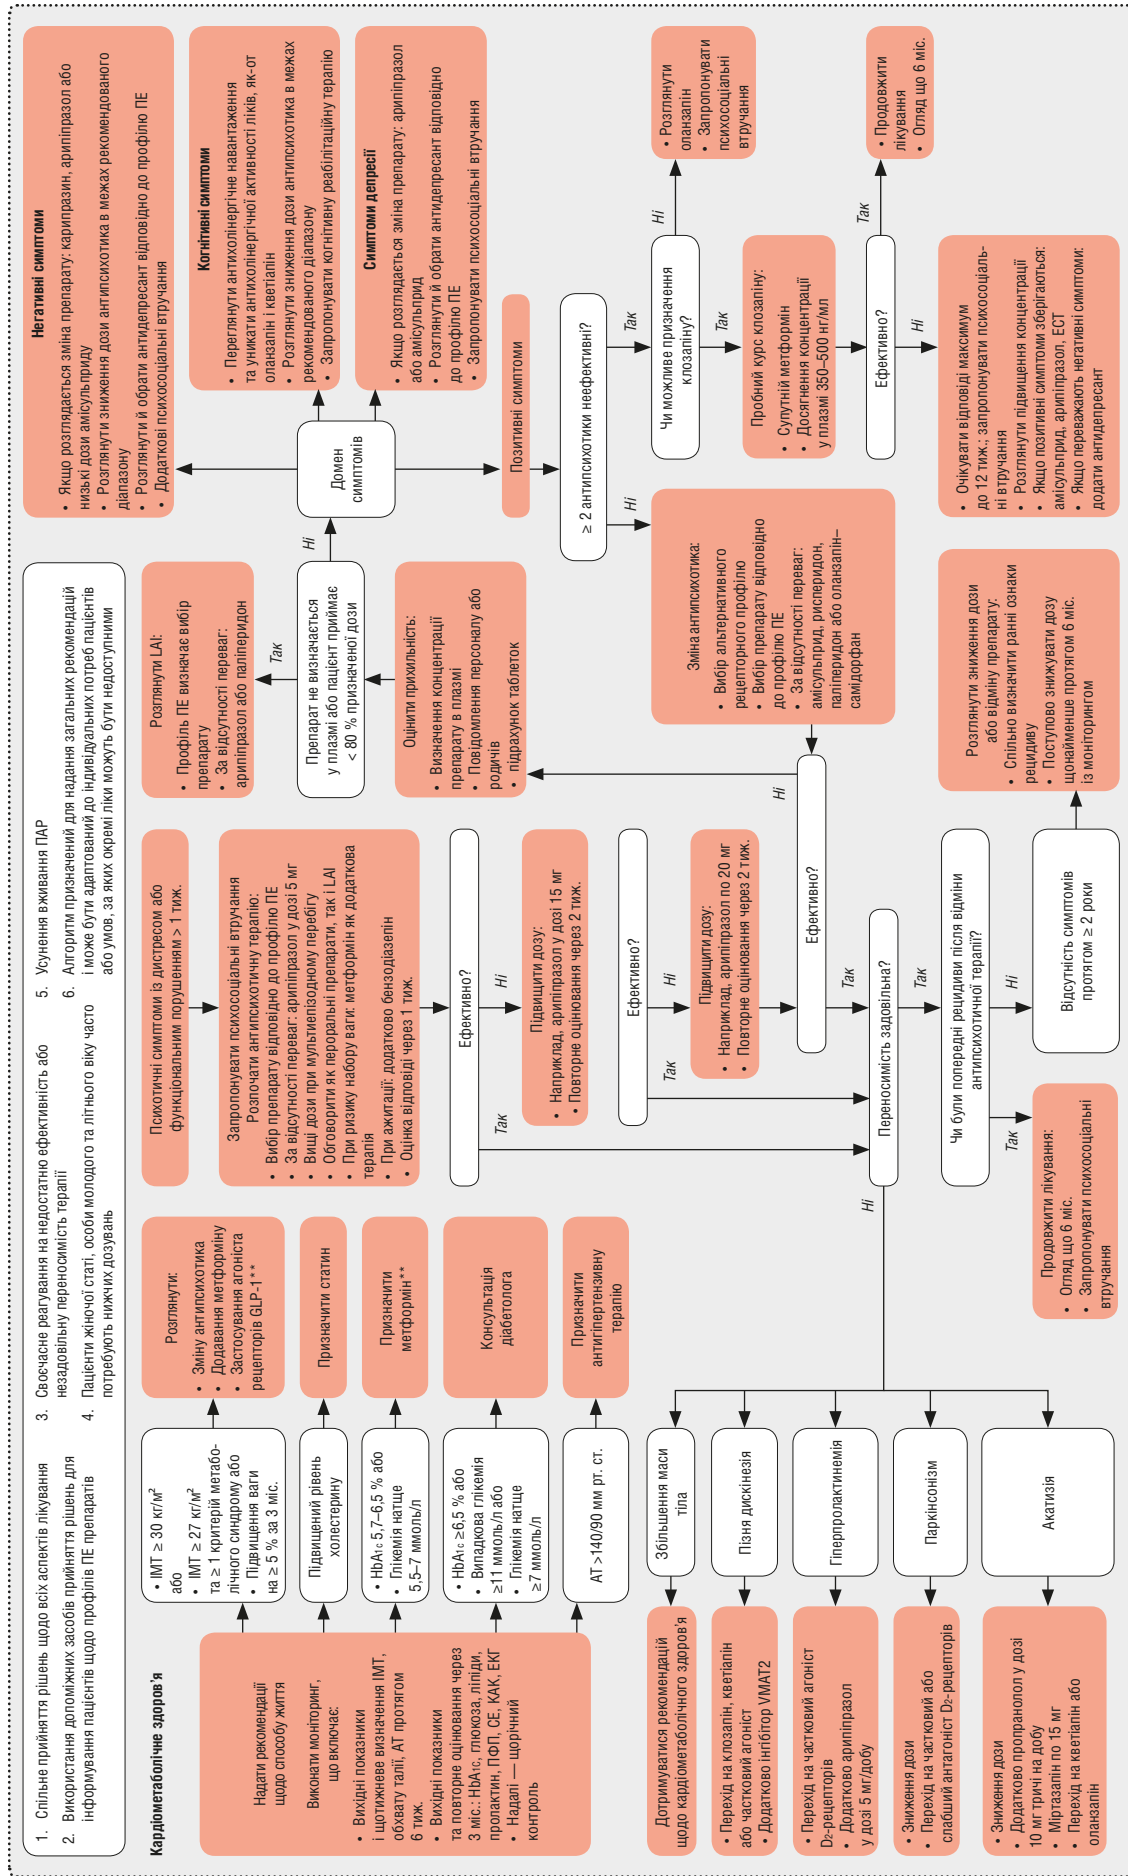 1. Спільне прийняття рішень щодо всіх аспектів лікування
2. Використання допоміжних засобів прийняття рішень для
інформування пацієнтів щодо профілів ПЕ препаратів
3. Своєчасне реагування на недостатню ефективність або
незадовільну переносимість терапії
4. Пацієнти жіночої статі, особи молодого та літнього віку часто
потребують нижчих дозувань
5. Усунення вживання ПАР
6. Алгоритм призначений для надання загальних рекомендацій
і може бути адаптований до індивідуальних потреб пацієнтів
або умов, за яких окремі ліки можуть бути недоступними
Кардіометаболічне здоров'я
Надати рекомендації
щодо способу життя
Виконати моніторинг,
що включає:
• Вихідні показники
і щотижневе визначення ІМТ,
обхвату талії, АТ протягом
6 тиж.
• Вихідні показники
та повторне оцінювання через
3 міс.: HbA1c, глюкоза, ліпіди,
пролактин, ПФП, СЕ, КАК, ЕКГ
• Надалі — щорічний
контроль
• ІМТ ≥ 30 кг/м²
або
• ІМТ ≥ 27 кг/м²
та ≥ 1 критерій метабо-
лічного синдрому або
• Підвищення ваги
на ≥ 5 % за 3 міс.
Розглянути:
• Зміну антипсихотика
• Додавання метформіну
• Застосування агоніста
рецепторів GLP-1**
Підвищений рівень
холестерину
Призначити статин
• HbA1c 5,7–6,5 % або
• Глікемія натще
5,5–7 ммоль/л
Призначити
метформін**
• HbA1c ≥6,5 % або
• Випадкова глікемія
≥11 ммоль/л або
• Глікемія натще
≥7 ммоль/л
Консультація
діабетолога
АТ >140/90 мм рт. ст.
Призначити
антигіпертензивну
терапію
Психотичні симптоми із дистресом або
функціональним порушенням > 1 тиж.
Запропонувати психосоціальні втручання
Розпочати антипсихотичну терапію:
• Вибір препарату відповідно до профілю ПЕ
• За відсутності переваг: арипіпразол у дозі 5 мг
Вищі дози при мультиепізодному перебігу
• Обговорити як пероральні препарати, так і LAI
• При ризику набору ваги: метформін як додаткова
терапія
• При ажитації: додатково бензодіазепін
• Оцінка відповіді через 1 тиж.
Ефективно?
Ні
Так
Підвищити дозу:
• Наприклад, арипіпразол у дозі 15 мг
• Повторне оцінювання через 2 тиж.
Ефективно?
Ні
Так
Підвищити дозу:
• Наприклад, арипіпразол по 20 мг
• Повторне оцінювання через 2 тиж.
Ефективно?
Ні
Так
Переносимість задовільна?
Ні
Так
Збільшення маси
тіла
Дотримуватися рекомендацій
щодо кардіометаболічного здоров'я
Пізня дискінезія
• Перехід на клозапін, кветіапін
або частковий агоніст
• Додатково інгібітор VMAT2
Гіперпролактинемія
• Перехід на частковий агоніст
D2-рецепторів
• Додатково арипіпразол
у дозі 5 мг/добу
Паркінсонізм
• Зниження дози
• Перехід на частковий або
слабший антагоніст D2-рецепторів
Акатизія
• Зниження дози
• Додатково пропранолол у дозі
10 мг тричі на добу
• Міртазапін по 15 мг
• Перехід на кветіапін або
оланзапін
Чи були попередні рецидиви після відміни
антипсихотичної терапії?
Так
Ні
Продовжити лікування:
• Огляд що 6 міс.
• Запропонувати психосоціальні
втручання
Відсутність симптомів
протягом ≥ 2 роки
Розглянути зниження дози
або відміну препарату:
• Спільно визначити ранні ознаки
рецидиву
• Поступово знижувати дозу
щонайменше протягом 6 міс.
із моніторингом
Оцінити прихильність:
• Визначення концентрації
препарату в плазмі
• Повідомлення персоналу або
родичів
• підрахунок таблеток
Препарат не визначається
у плазмі або пацієнт приймає
< 80 % призначеної дози
Так
Ні
Розглянути LAI:
• Профіль ПЕ визначає вибір
препарату
• За відсутності переваг:
арипіпразол або паліперидон
Домен
симптомів
Негативні симптоми
• Якщо розглядається зміна препарату: карипразин, арипіпразол або
низькі дози амісульприду
• Розглянути зниження дози антипсихотика в межах рекомендованого
діапазону
• Розглянути й обрати антидепресант відповідно до профілю ПЕ
• Додаткові психосоціальні втручання
Когнітивні симптоми
• Переглянути антихолінергічне навантаження
та уникати антихолінергічної активності ліків, як-от
оланзапін і кветіапін
• Розглянути зниження дози антипсихотика в межах
рекомендованого діапазону
• Запропонувати когнітивну реабілітаційну терапію
Симптоми депресії
• Якщо розглядається зміна препарату: арипіпразол
або амісульприд
• Розглянути й обрати антидепресант відповідно
до профілю ПЕ
• Запропонувати психосоціальні втручання
Позитивні симптоми
≥ 2 антипсихотики неефективні?
Ні
Так
Зміна антипсихотика:
• Вибір альтернативного
рецепторного профілю
• Вибір препарату відповідно
до профілю ПЕ
• За відсутності переваг:
амісульприд, рисперидон,
паліперидон або оланзапін–
самідорфан
Чи можливе призначення
клозапіну?
Ні
Так
• Розглянути
оланзапін
• Запропонувати
психосоціальні
втручання
Пробний курс клозапіну:
• Супутній метформін
• Досягнення концентрації
у плазмі 350–500 нг/мл
Ефективно?
Так
Ні
• Продовжити
лікування
• Огляд що 6 міс.
• Очікувати відповіді максимум
до 12 тиж.; запропонувати психосоціаль-
ні втручання
• Розглянути підвищення концентрації
• Якщо позитивні симптоми зберігаються:
амісульприд, арипіпразол, ЕСТ
• Якщо переважають негативні симптоми:
додати антидепресант